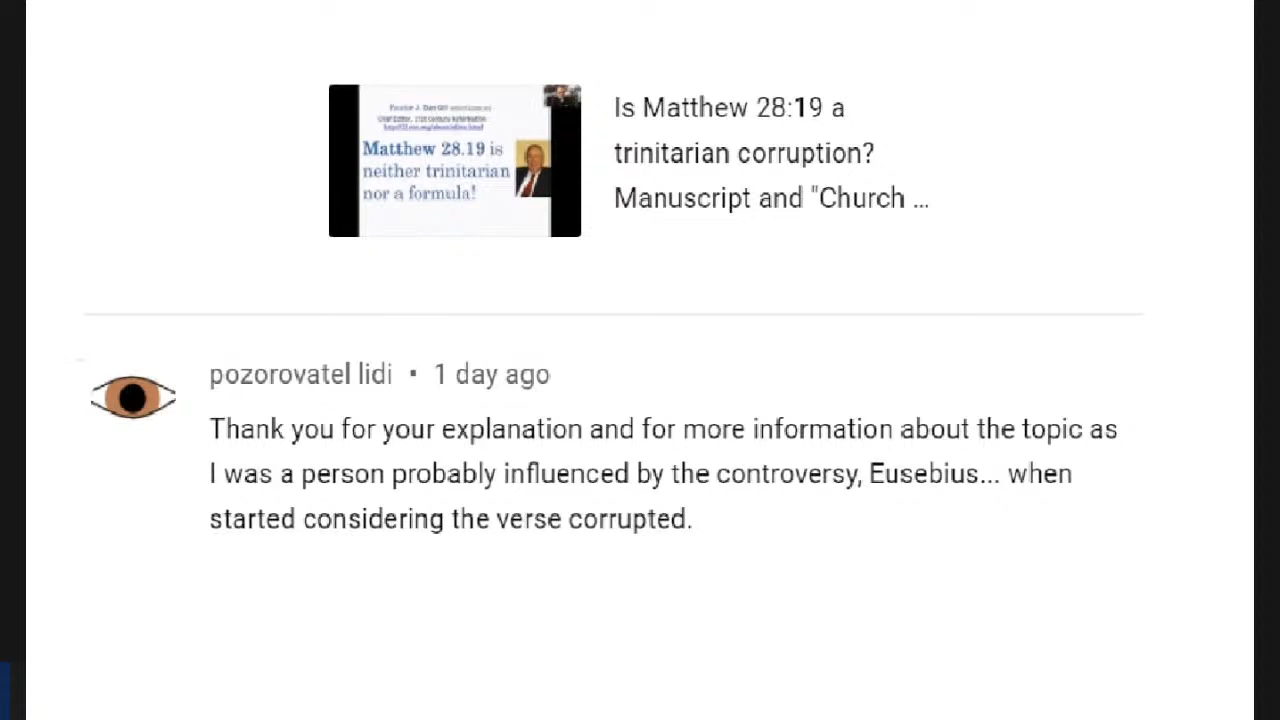 Matthew 28.19 is
neither trinitarian
nor a formula!
Is Matthew 28:19 a
trinitarian corruption?
Manuscript and "Church ...
pozorovatel lidi • 1 day ago
Thank you for your explanation and for more information about the topic as
I was a person probably influenced by the controversy, Eusebius... when
started considering the verse corrupted.